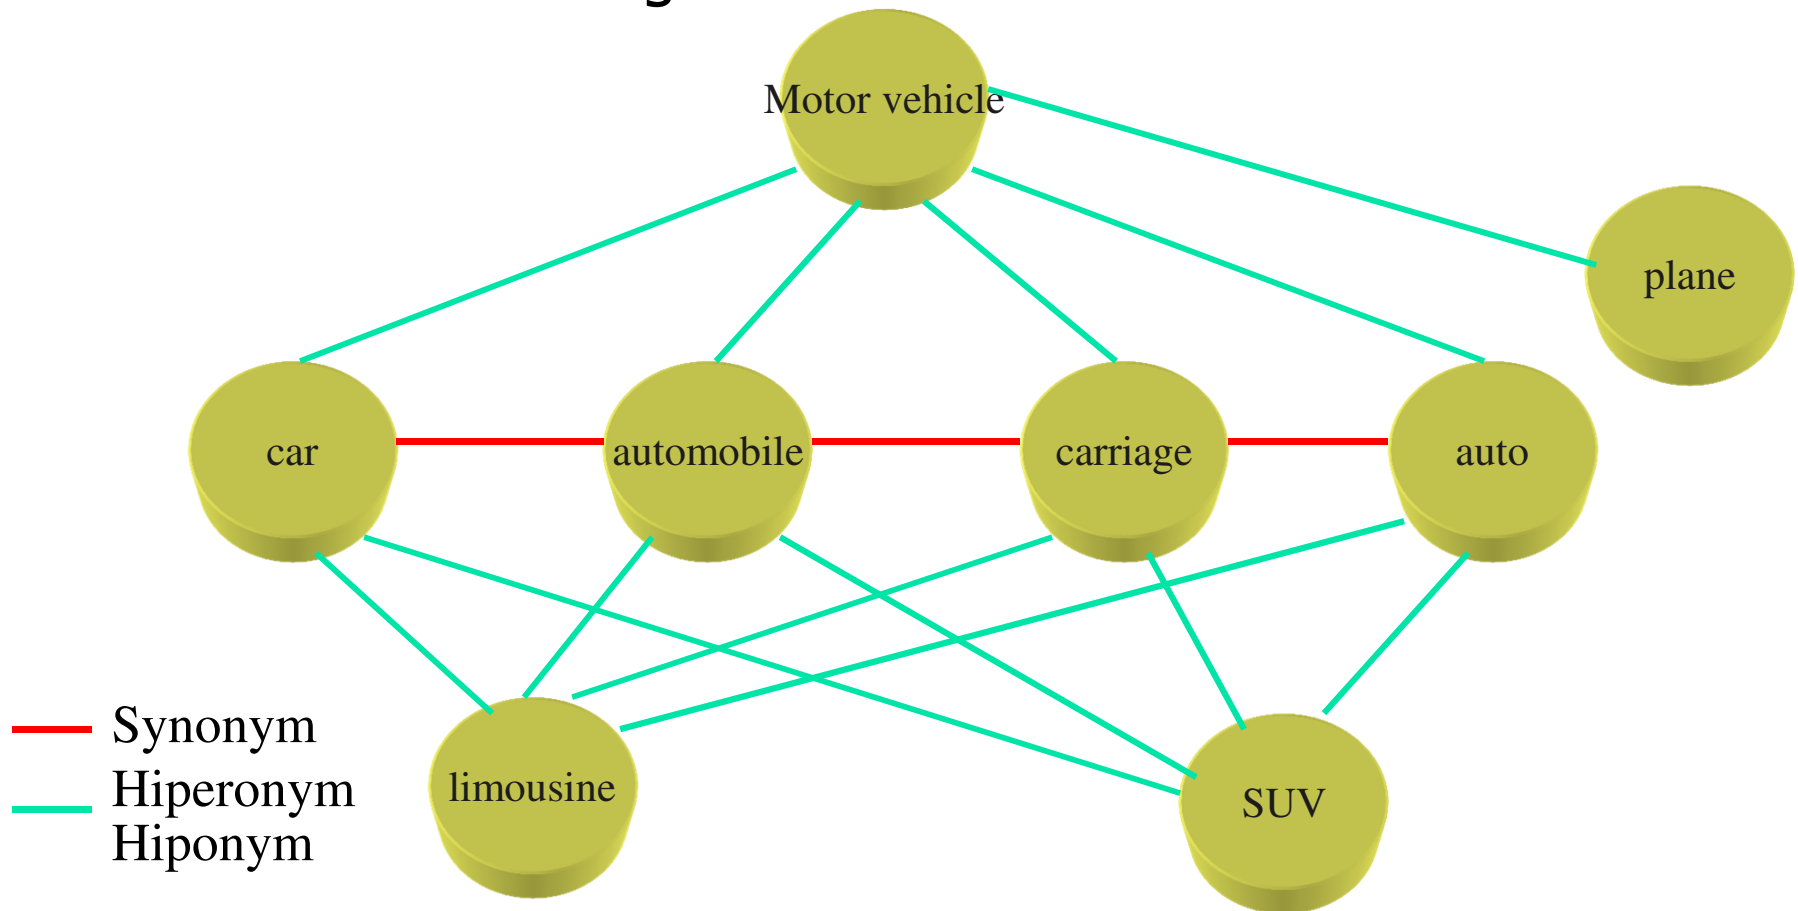 Motor vehicle
plane
car
automobile
carriage
auto
Synonym
Hiperonym
Hiponym
limousine
SUV